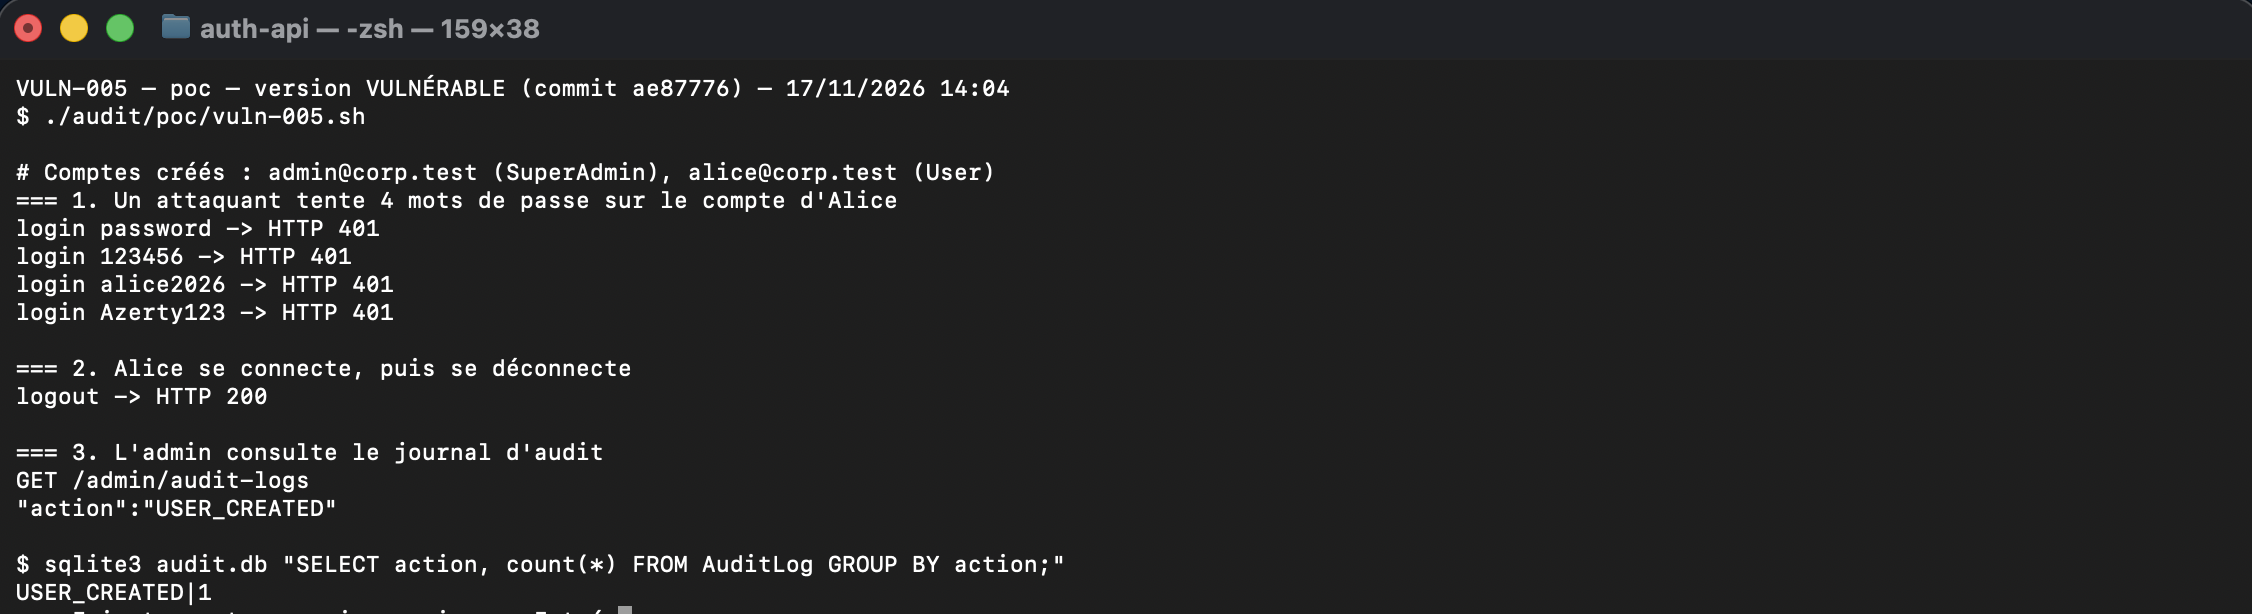 auth-api — -zsh — 159×38
VULN-005 — poc — version VULNÉRABLE (commit ae87776) — 17/11/2026 14:04
$ ./audit/poc/vuln-005.sh
# Comptes créés : admin@corp.test (SuperAdmin), alice@corp.test (User)
=== 1. Un attaquant tente 4 mots de passe sur le compte d'Alice
login password -> HTTP 401
login 123456 -> HTTP 401
login alice2026 -> HTTP 401
login Azerty123 -> HTTP 401
=== 2. Alice se connecte, puis se déconnecte
logout -> HTTP 200
=== 3. L'admin consulte le journal d'audit
GET /admin/audit-logs
"action":"USER_CREATED"
$ sqlite3 audit.db "SELECT action, count(*) FROM AuditLog GROUP BY action;"
USER_CREATED|1